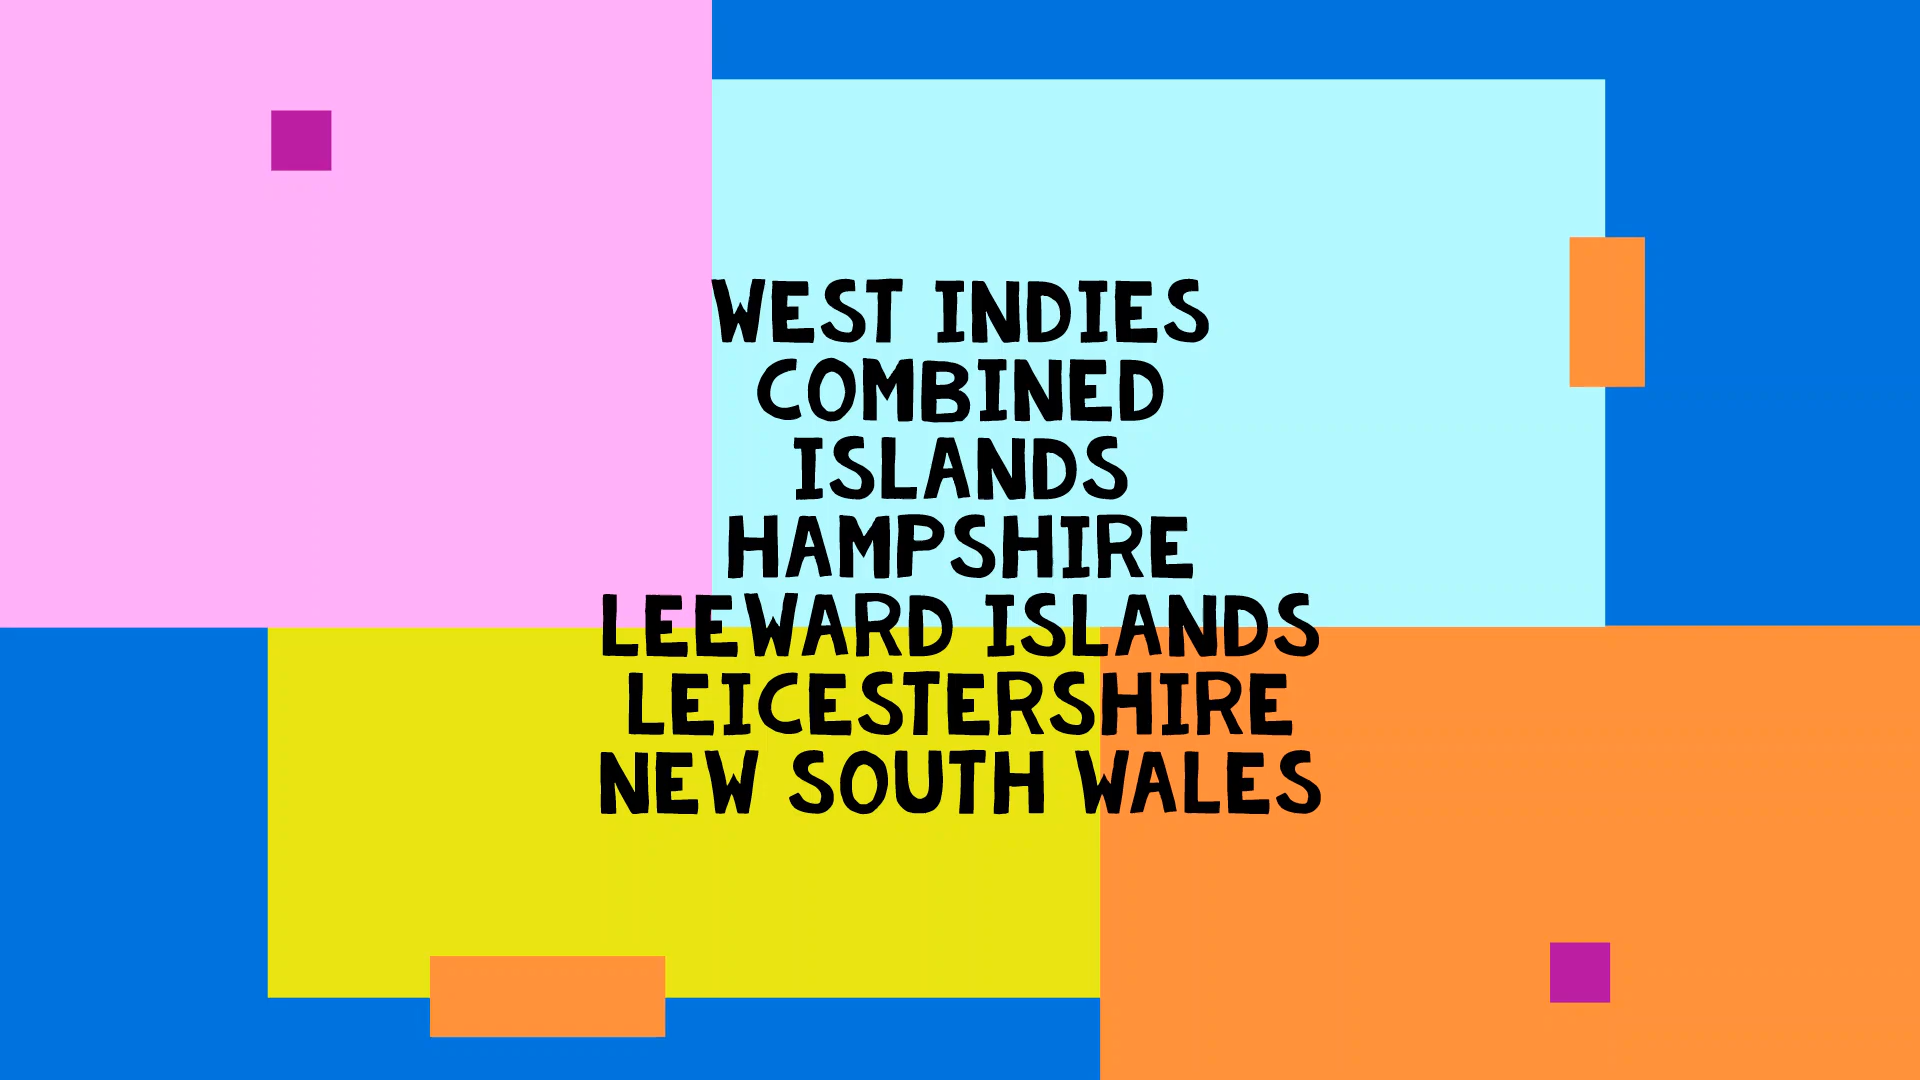 WEST INDIES
COMBINED
ISLANDS
HAMPSHIRE
LEEWARD ISLANDS
LEICESTERSHIRE
NEW SOUTH WALES